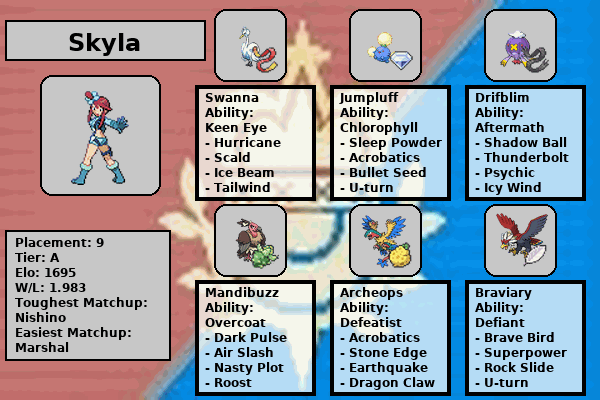 Skyla
Swanna
Ability:
Keen Eye
- Hurricane
- Scald
- Ice Beam
- Tailwind
Jumpluff
Ability:
Chlorophyll
- Sleep Powder
- Acrobatics
- Bullet Seed
- U-turn
Drifblim
Ability:
Aftermath
- Shadow Ball
- Thunderbolt
- Psychic
- Icy Wind
Placement: 9
Tier: A
Elo: 1695
W/L: 1.983
Toughest Matchup:
Nishino
Easiest Matchup:
Marshal
Mandibuzz
Ability:
Overcoat
- Dark Pulse
- Air Slash
- Nasty Plot
- Roost
Archeops
Ability:
Defeatist
- Acrobatics
- Stone Edge
- Earthquake
- Dragon Claw
Braviary
Ability:
Defiant
- Brave Bird
- Superpower
- Rock Slide
- U-turn